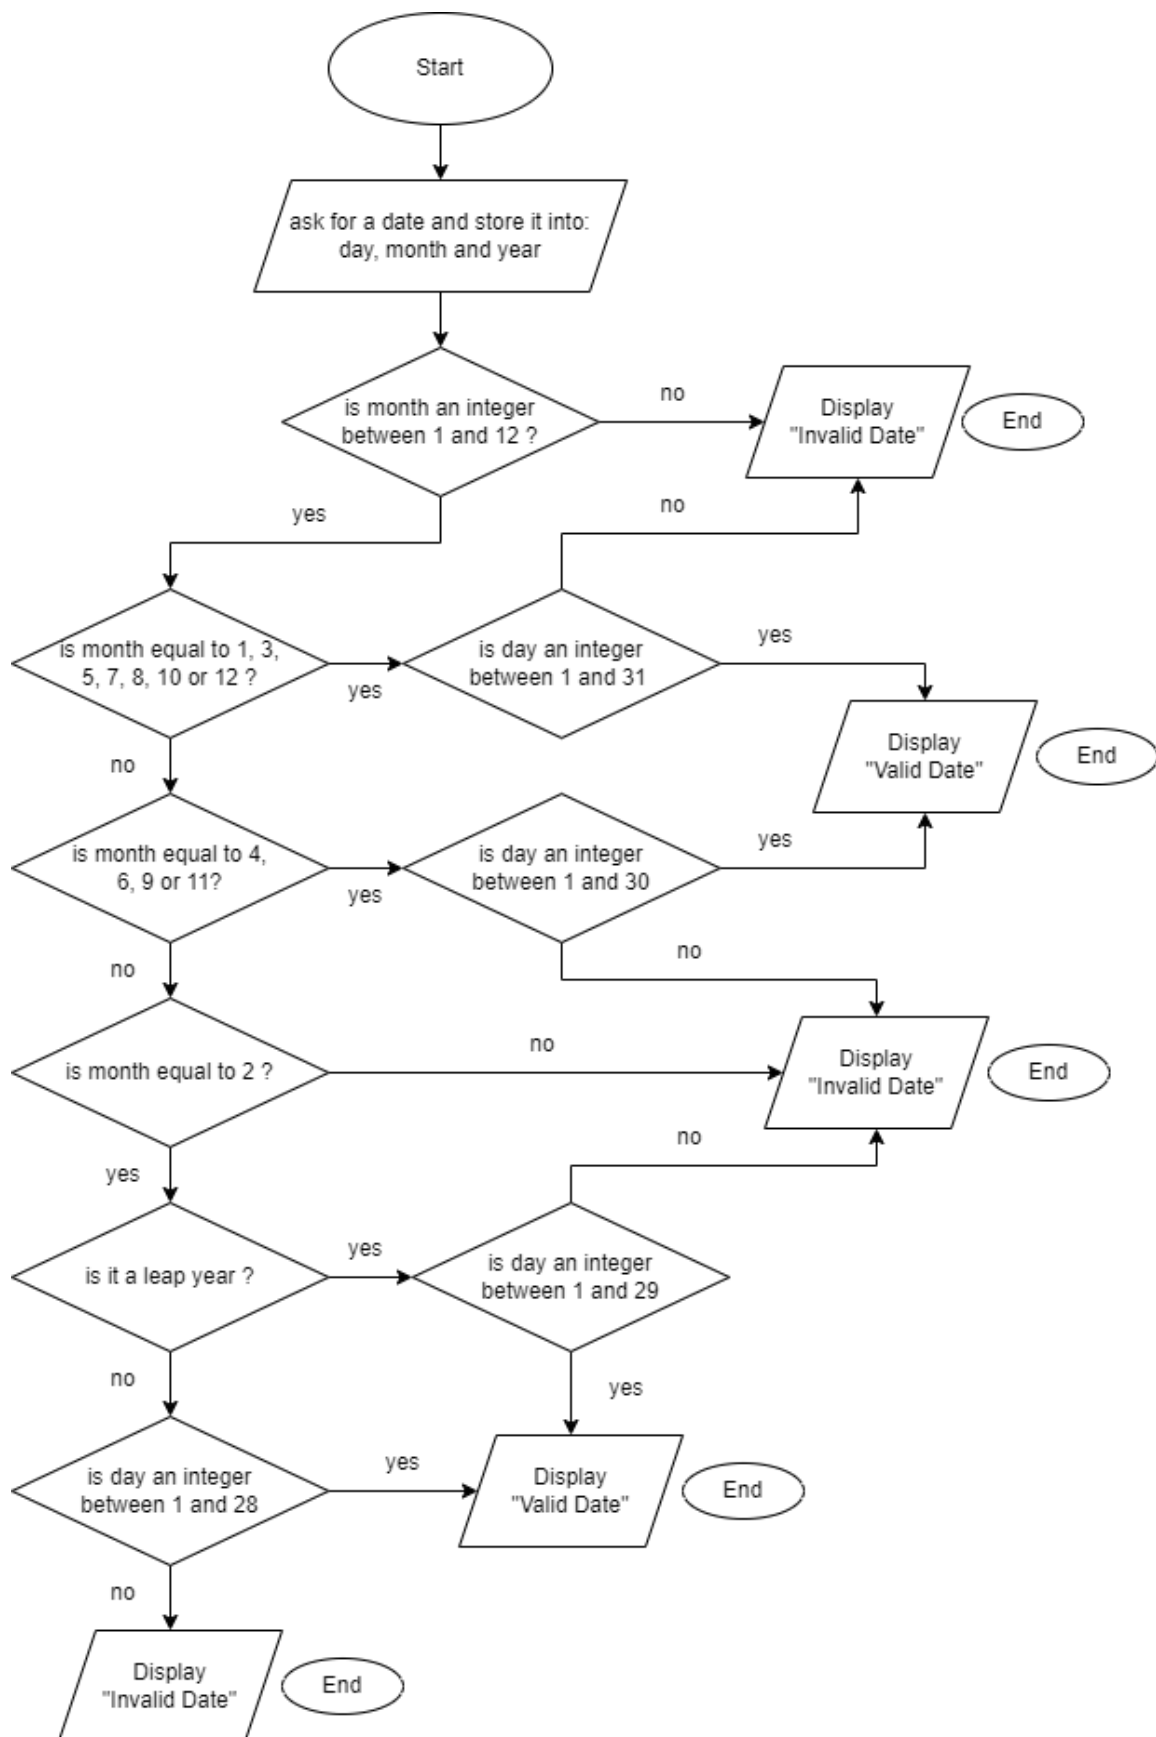 Start
ask for a date and store it into:
day, month and year
is month an integer
between 1 and 12 ?
no
Display
"Invalid Date"
End
yes
no
is month equal to 1, 3,
5, 7, 8, 10 or 12 ?
yes
is day an integer
between 1 and 31
yes
Display
"Valid Date"
End
no
is month equal to 4,
6, 9 or 11?
yes
is day an integer
between 1 and 30
yes
no
no
is month equal to 2 ?
no
Display
"Invalid Date"
End
yes
no
is it a leap year ?
yes
is day an integer
between 1 and 29
no
yes
is day an integer
between 1 and 28
yes
Display
"Valid Date"
End
no
Display
"Invalid Date"
End